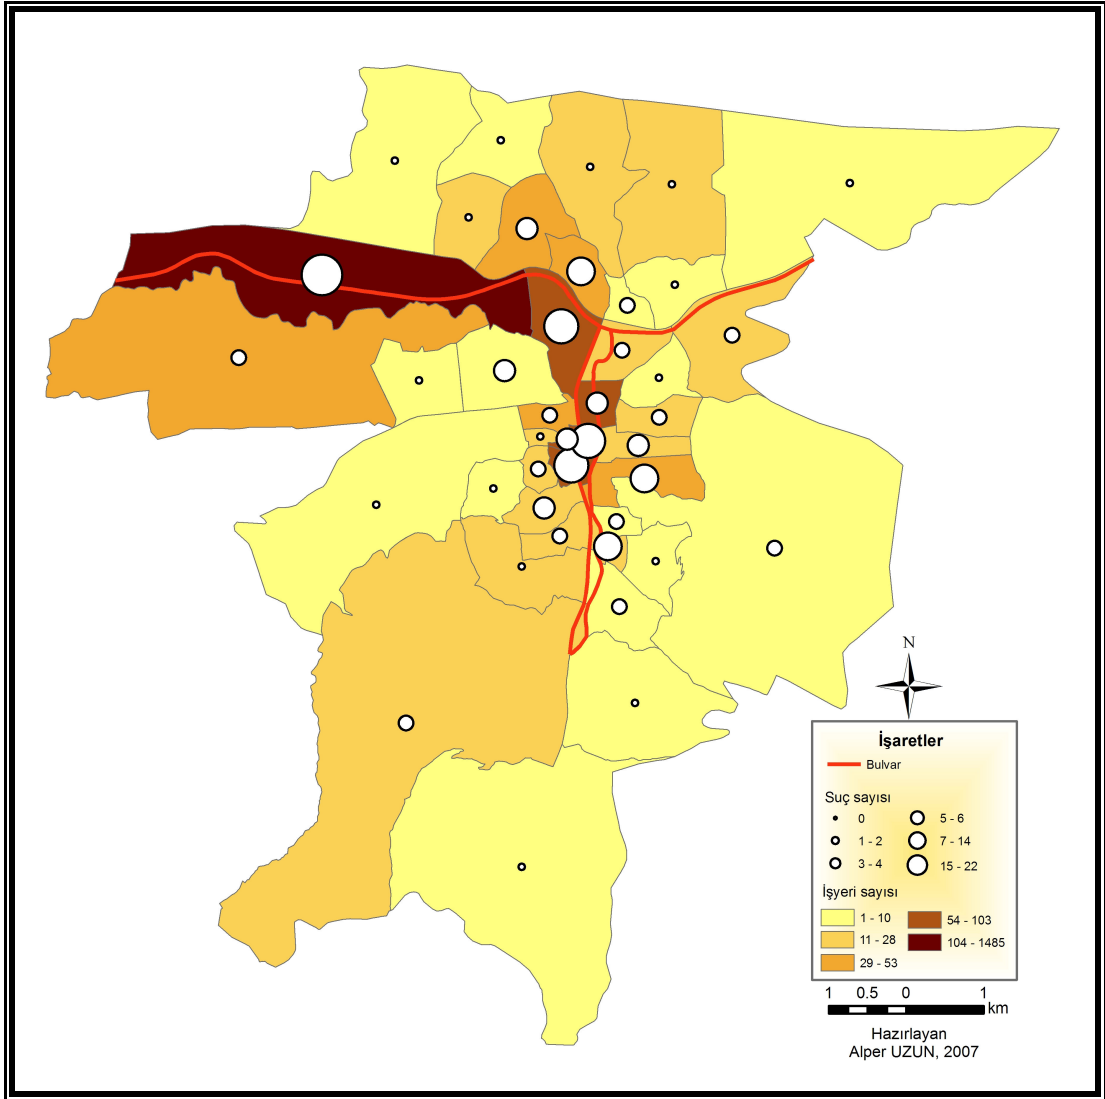 N
İşaretler
Bulvar
Suç sayısı
0
5 - 6
1 - 2
7 - 14
3 - 4
15 - 22
İşyeri sayısı
1 - 10
54 - 103
11 - 28
104 - 1485
29 - 53
1 0.5 0 1
km
Hazırlayan
Alper UZUN, 2007